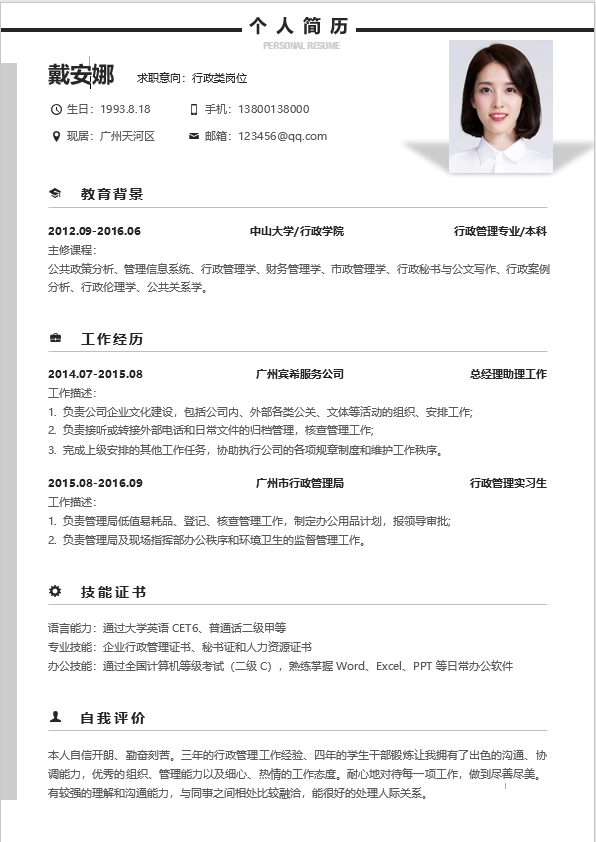 个人简历
PERSONAL RESUME
戴安娜 求职意向：行政类岗位
生日：1993.8.18 手机：13800138000
现居：广州天河区 邮箱：123456@qq.com
教育背景
2012.09-2016.06 中山大学/行政学院 行政管理专业/本科
主修课程：
公共政策分析、管理信息系统、行政管理学、财务管理学、市政管理学、行政秘书与公文写作、行政案例
分析、行政伦理学、公共关系学。
工作经历
2014.07-2015.08 广州宾希服务公司 总经理助理工作
工作描述：
1. 负责公司企业文化建设，包括公司内、外部各类公关、文体等活动的组织、安排工作;
2. 负责接听或转接外部电话和日常文件的归档管理，核查管理工作;
3. 完成上级安排的其他工作任务，协助执行公司的各项规章制度和维护工作秩序。
2015.08-2016.09 广州市行政管理局 行政管理实习生
工作描述：
1. 负责管理局低值易耗品、登记、核查管理工作，制定办公用品计划，报领导审批;
2. 负责管理局及现场指挥部办公秩序和环境卫生的监督管理工作。
技能证书
语言能力：通过大学英语 CET6、普通话二级甲等
专业技能：企业行政管理证书、秘书证和人力资源证书
办公技能：通过全国计算机等级考试（二级 C），熟练掌握 Word、Excel、PPT 等日常办公软件
自我评价
本人自信开朗、勤奋刻苦。三年的行政管理工作经验、四年的学生干部锻炼让我拥有了出色的沟通、协
调能力，优秀的组织、管理能力以及细心、热情的工作态度。耐心地对待每一项工作，做到尽善尽美。
有较强的理解和沟通能力，与同事之间相处比较融洽，能很好的处理人际关系。